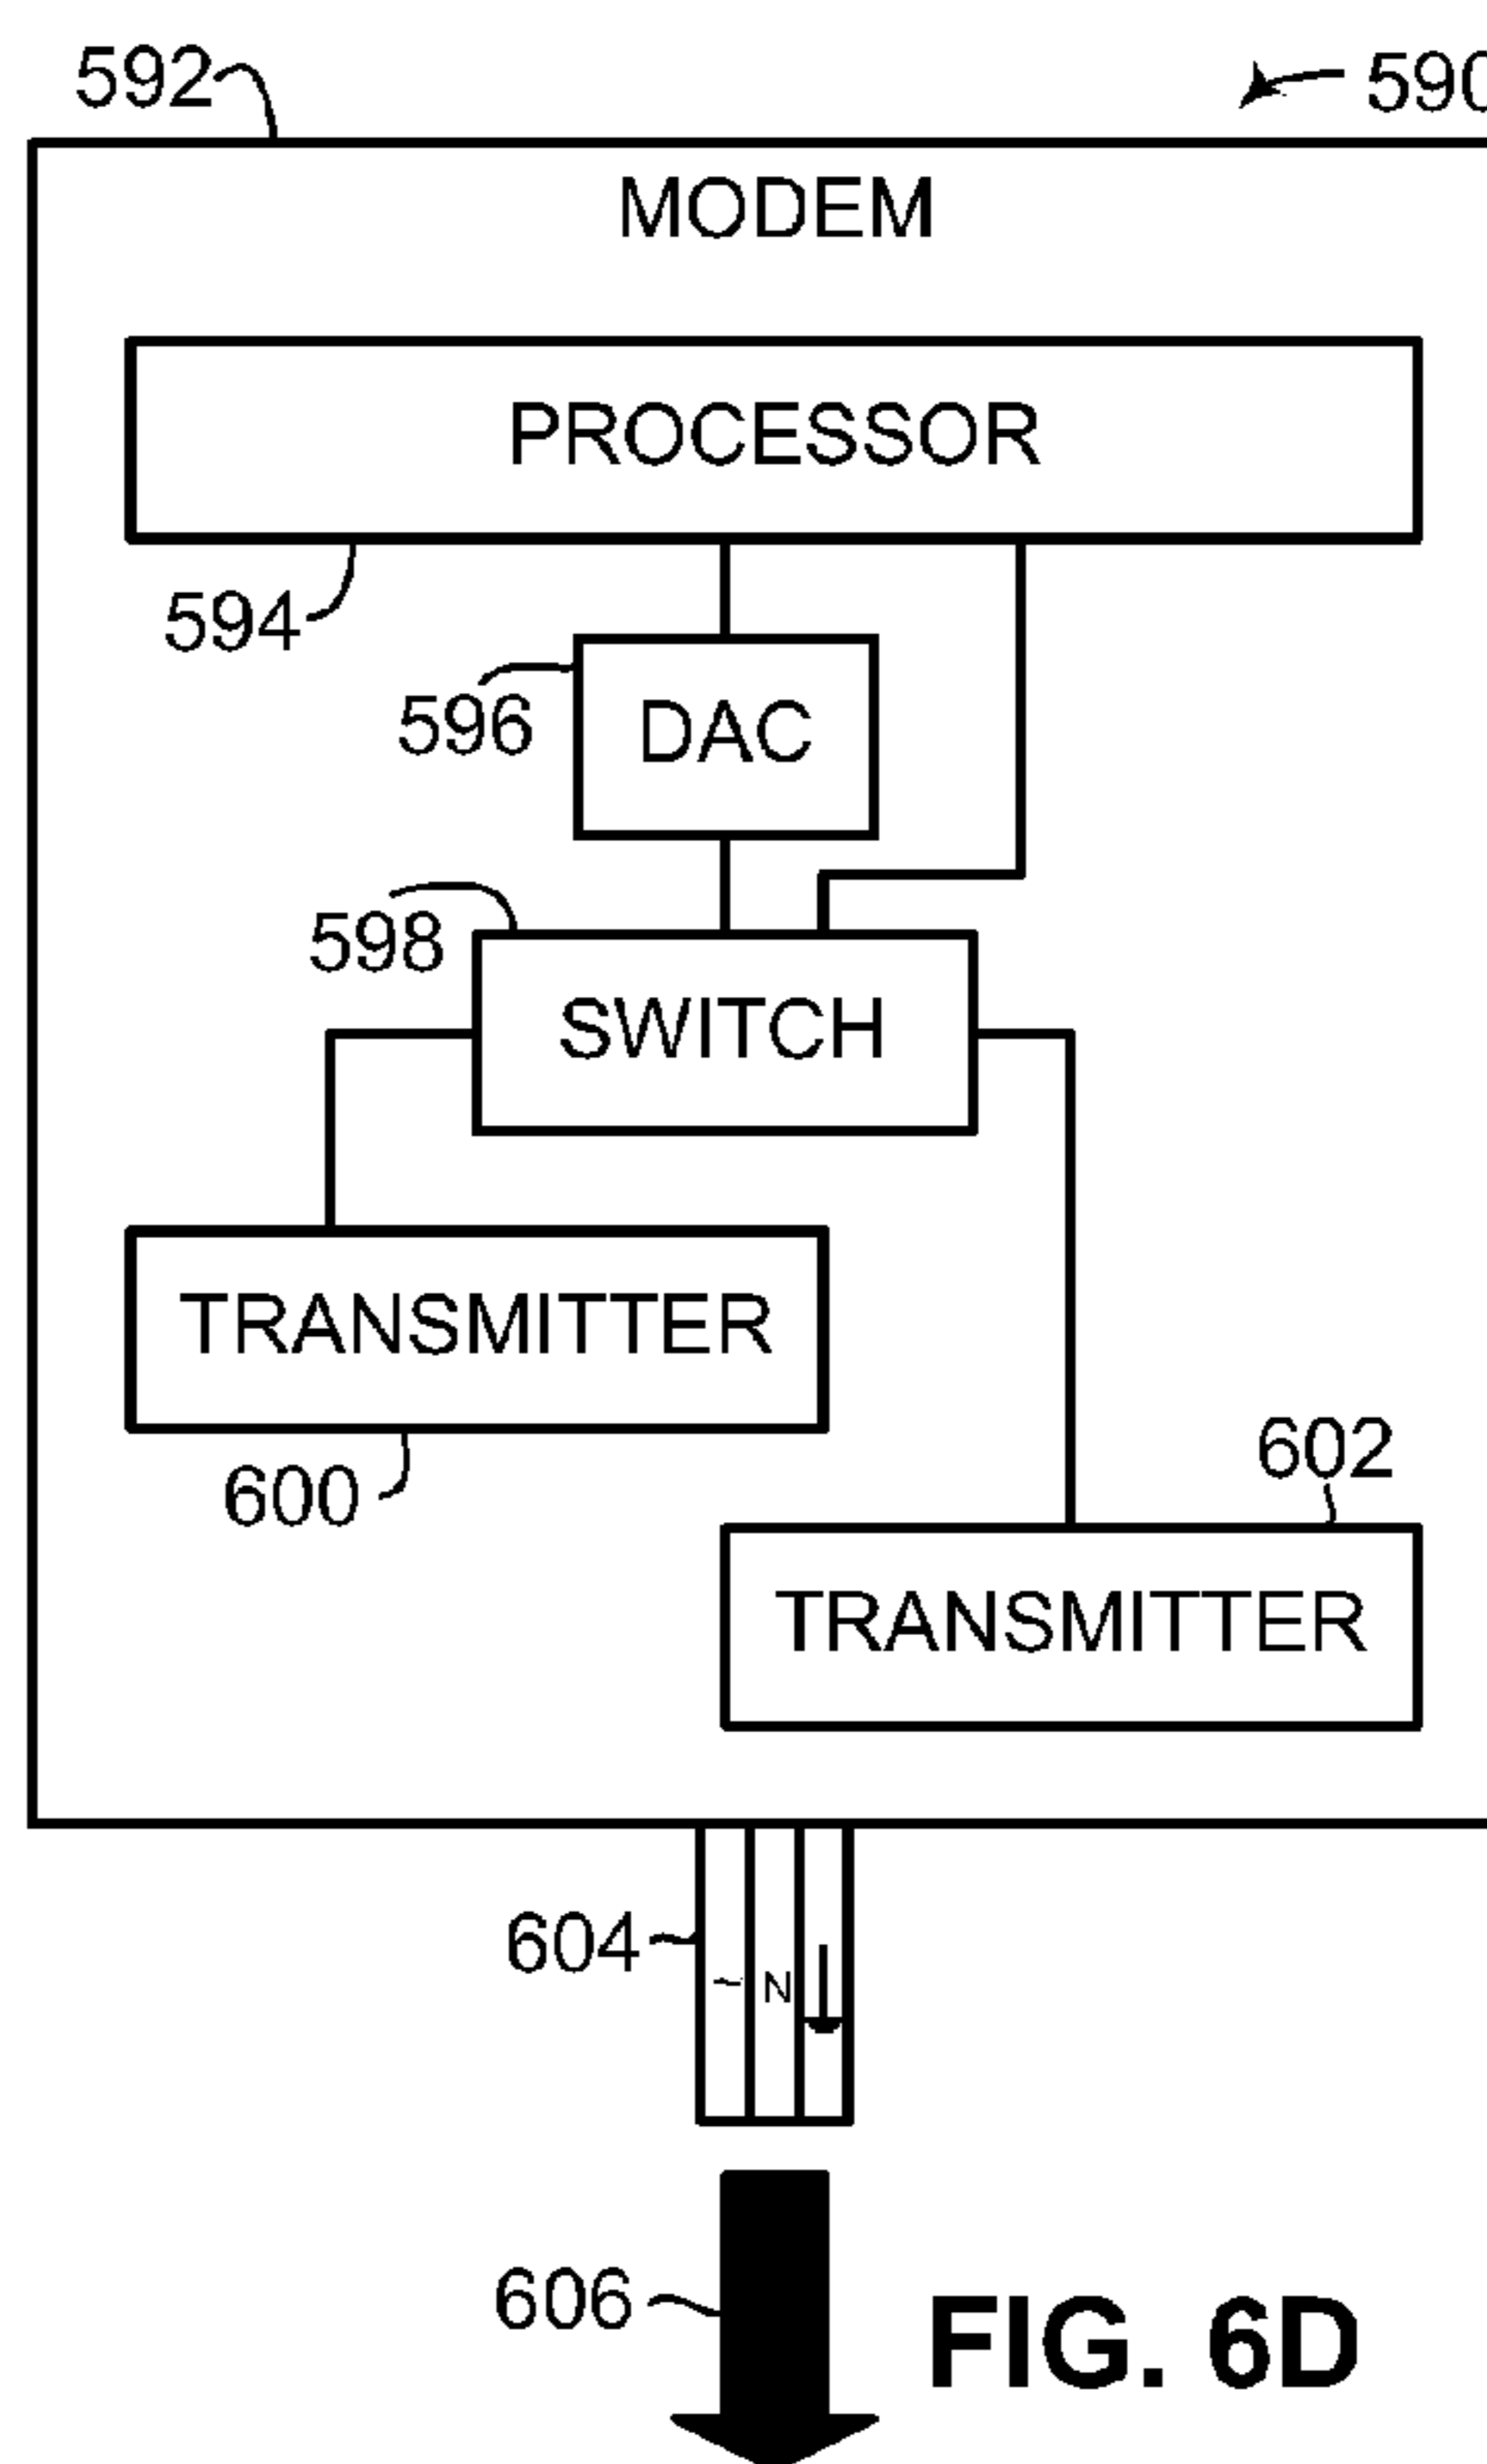 592
590
MODEM
PROCESSOR
594
596
DAC
598
SWITCH
TRANSMITTER
600
602
TRANSMITTER
604
~ N
606
FIG. 6D